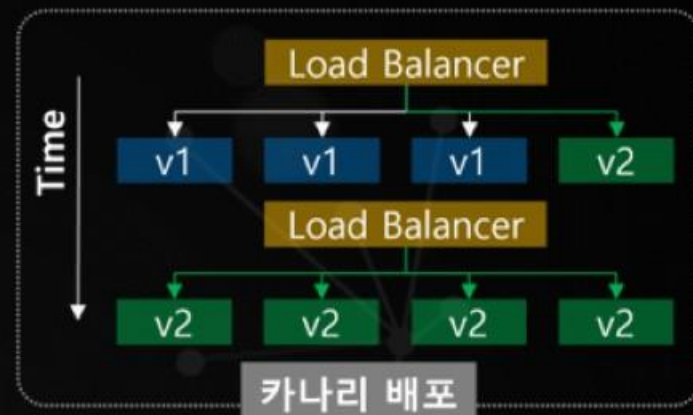 Time
Load Balancer
v1 v1 v1 v2
Load Balancer
v2 v2 v2 v2
카나리 배포